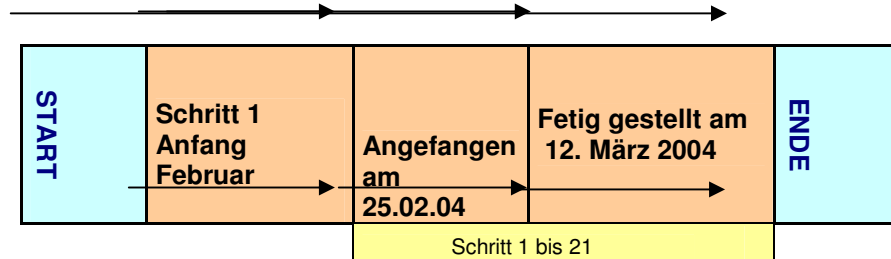 START
Schritt 1
Anfang
Februar
Angefangen
am
25.02.04
Fetig gestellt am
12. März 2004
ENDE
Schritt 1 bis 21